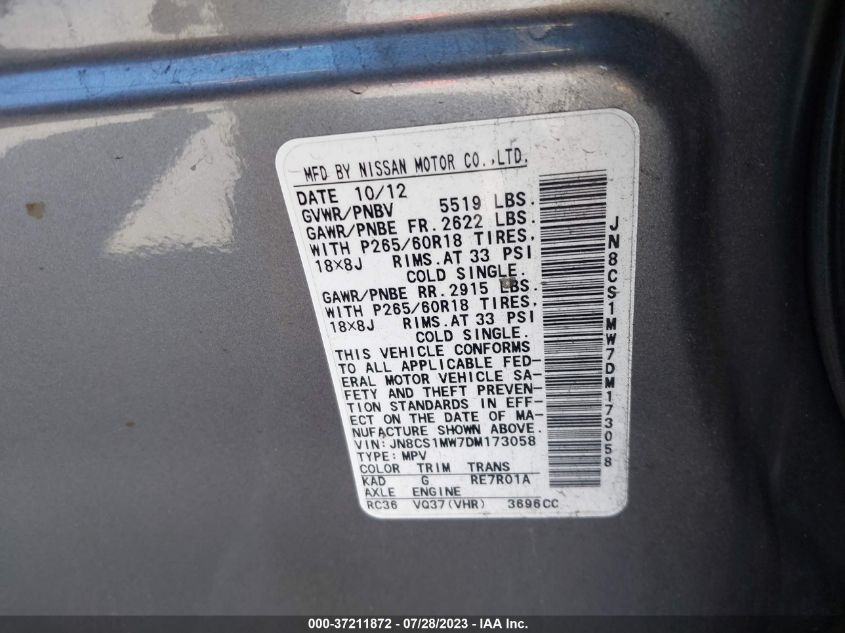 MFD BY NISSAN MOTOR CO.,LTD.
DATE 10/12
GVWR/PNBV 5519 LBS.
GAWR/PNBE FR. 2622 LBS.
WITH P265/60R18 TIRES,
18×8J RIMS. AT 33 PSI
COLD SINGLE.
GAWR/PNBE RR. 2915 LBS.
WITH P265/60R18 TIRES,
18×8J RIMS. AT 33 PSI
COLD SINGLE.
THIS VEHICLE CONFORMS
TO ALL APPLICABLE FED-
ERAL MOTOR VEHICLE SA-
FETY AND THEFT PREVEN-
TION STANDARDS IN EFF-
ECT ON THE DATE OF MA-
NUFACTURE SHOWN ABOVE.
VIN: JN8CS1MW7DM173058
TYPE: MPV
COLOR TRIM TRANS
KAD G RE7R01A
AXLE ENGINE
RC36 VQ37(VHR) 3696CC
JN8CS1MW7DM173058
000-37211872 - 07/28/2023 - IAA Inc.